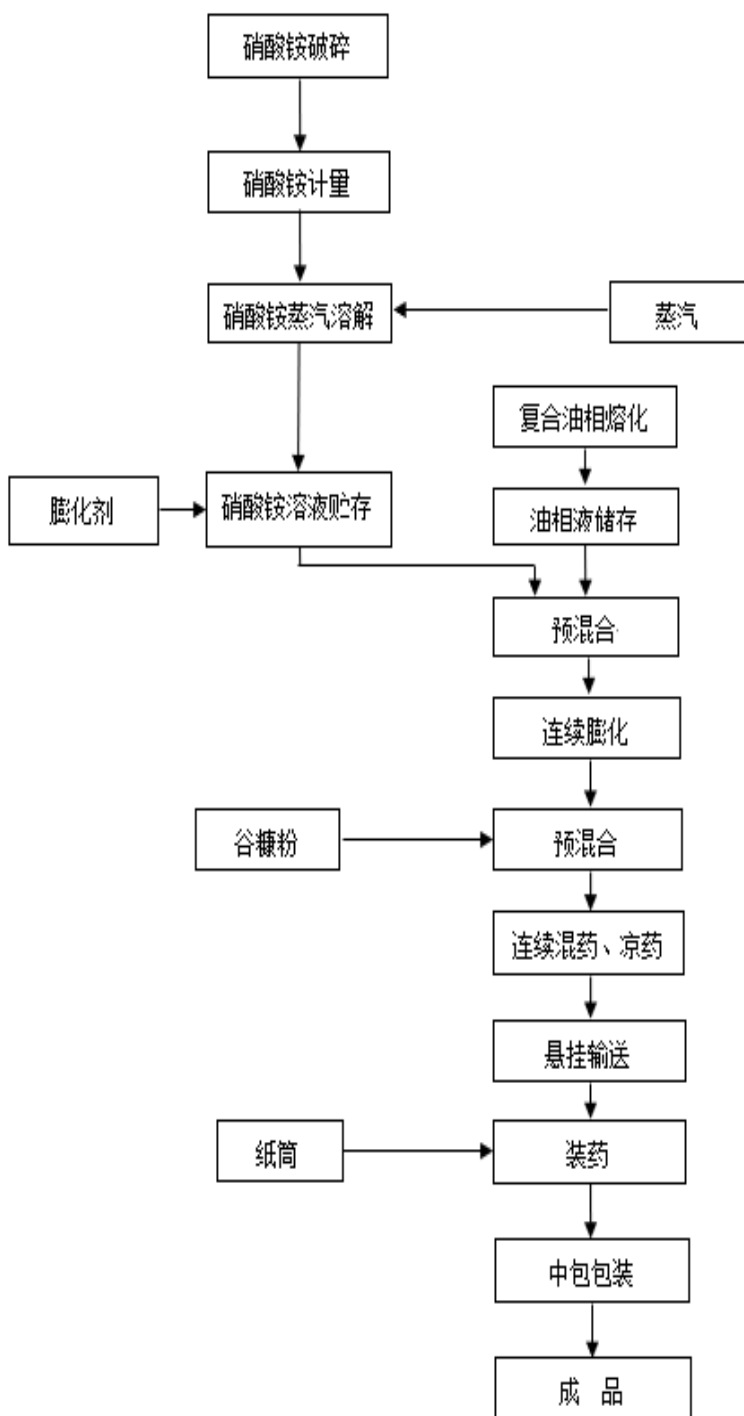 硝酸铵破碎
硝酸铵计量
硝酸铵蒸汽溶解
蒸汽
复合油相熔化
膨化剂
硝酸铵溶液贮存
油相液储存
预混合
连续膨化
谷糠粉
预混合
连续混药、凉药
悬挂输送
纸筒
装药
中包包装
成 品